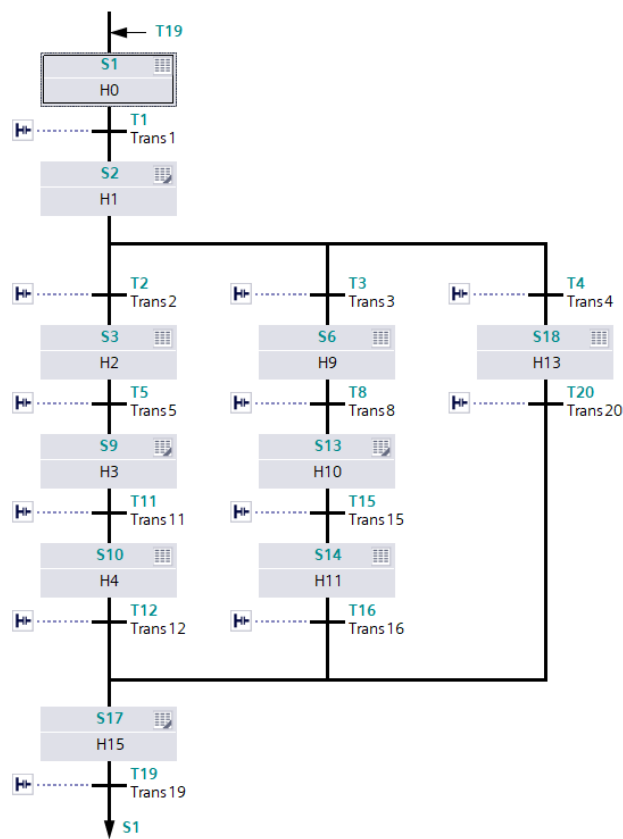 T19
S1
H0
T1
Trans1
S2
H1
T2
Trans2
T3
Trans3
T4
Trans4
S3
H2
S6
H9
S18
H13
T5
Trans5
T8
Trans8
T20
Trans20
S9
H3
S13
H10
T11
Trans11
T15
Trans15
S10
H4
S14
H11
T12
Trans12
T16
Trans16
S17
H15
T19
Trans19
S1